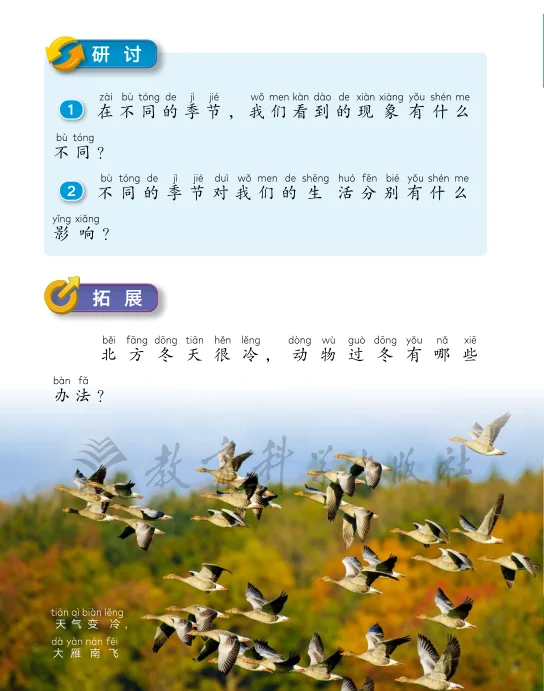 研讨
zài bù tóng de jì jié wǒ men kàn dào de xiàn xiàng yǒu shén me
1 在不同的季节，我们看到的现象有什么
bù tóng
不同？
bù tóng de jì jié duì wǒ men de shēng huó fēn bié yǒu shén me
2 不同的季节对我们的生活分别有什么
yǐng xiǎng
影响？
拓展
běi fāng dōng tiān hěn lěng dòng wù guò dōng yǒu nǎ xiē
北方冬天很冷，动物过冬有哪些
bàn fǎ
办法？
教育科学出版社
tiān qì biàn lěng
天气变冷，
dà yàn nán fēi
大雁南飞